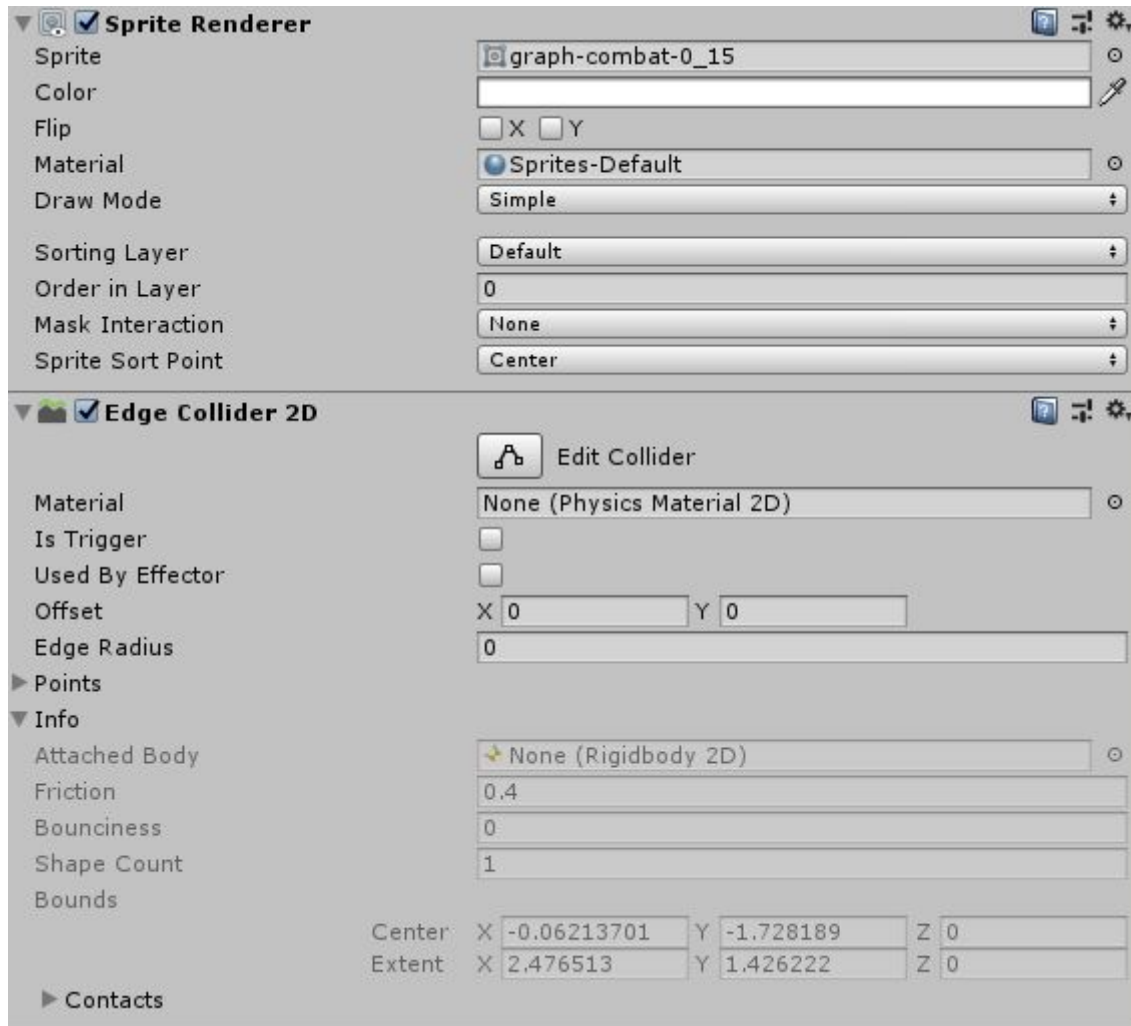 Sprite Renderer
Sprite graph-combat-0_15
Color
Flip X Y
Material Sprites-Default
Draw Mode Simple
Sorting Layer Default
Order in Layer 0
Mask Interaction None
Sprite Sort Point Center
Edge Collider 2D
Edit Collider
Material None (Physics Material 2D)
Is Trigger
Used By Effector
Offset X 0 Y 0
Edge Radius 0
Points
Info
Attached Body None (Rigidbody 2D)
Friction 0.4
Bounciness 0
Shape Count 1
Bounds
Center X -0.06213701 Y -1.728189 Z 0
Extent X 2.476513 Y 1.426222 Z 0
Contacts